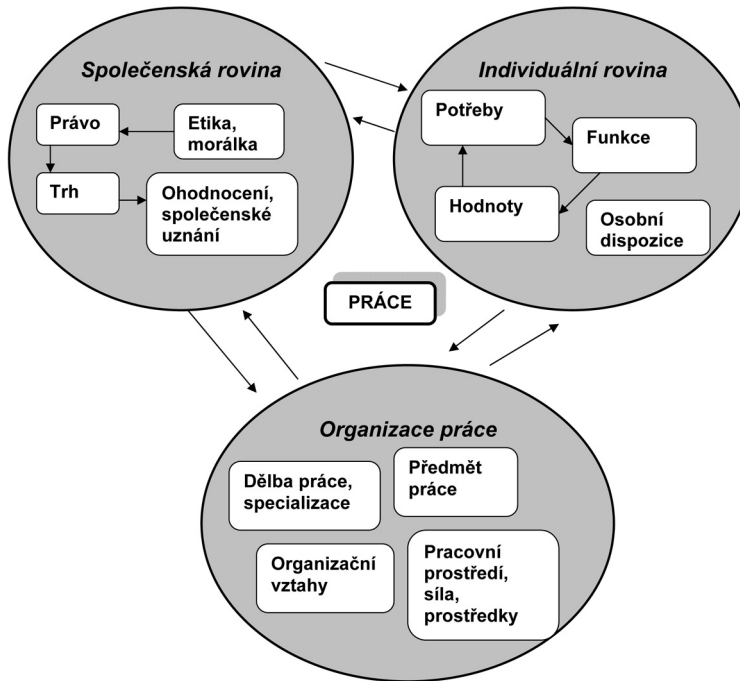 Společenská rovina
Právo
Etika,
morálka
Trh
Ohodnocení,
společenské
uznání
Individuální rovina
Potřeby
Funkce
Hodnoty
Osobní
dispozice
PRÁCE
Organizace práce
Dělba práce,
specializace
Předmět
práce
Organizační
vztahy
Pracovní
prostředí,
síla,
prostředky